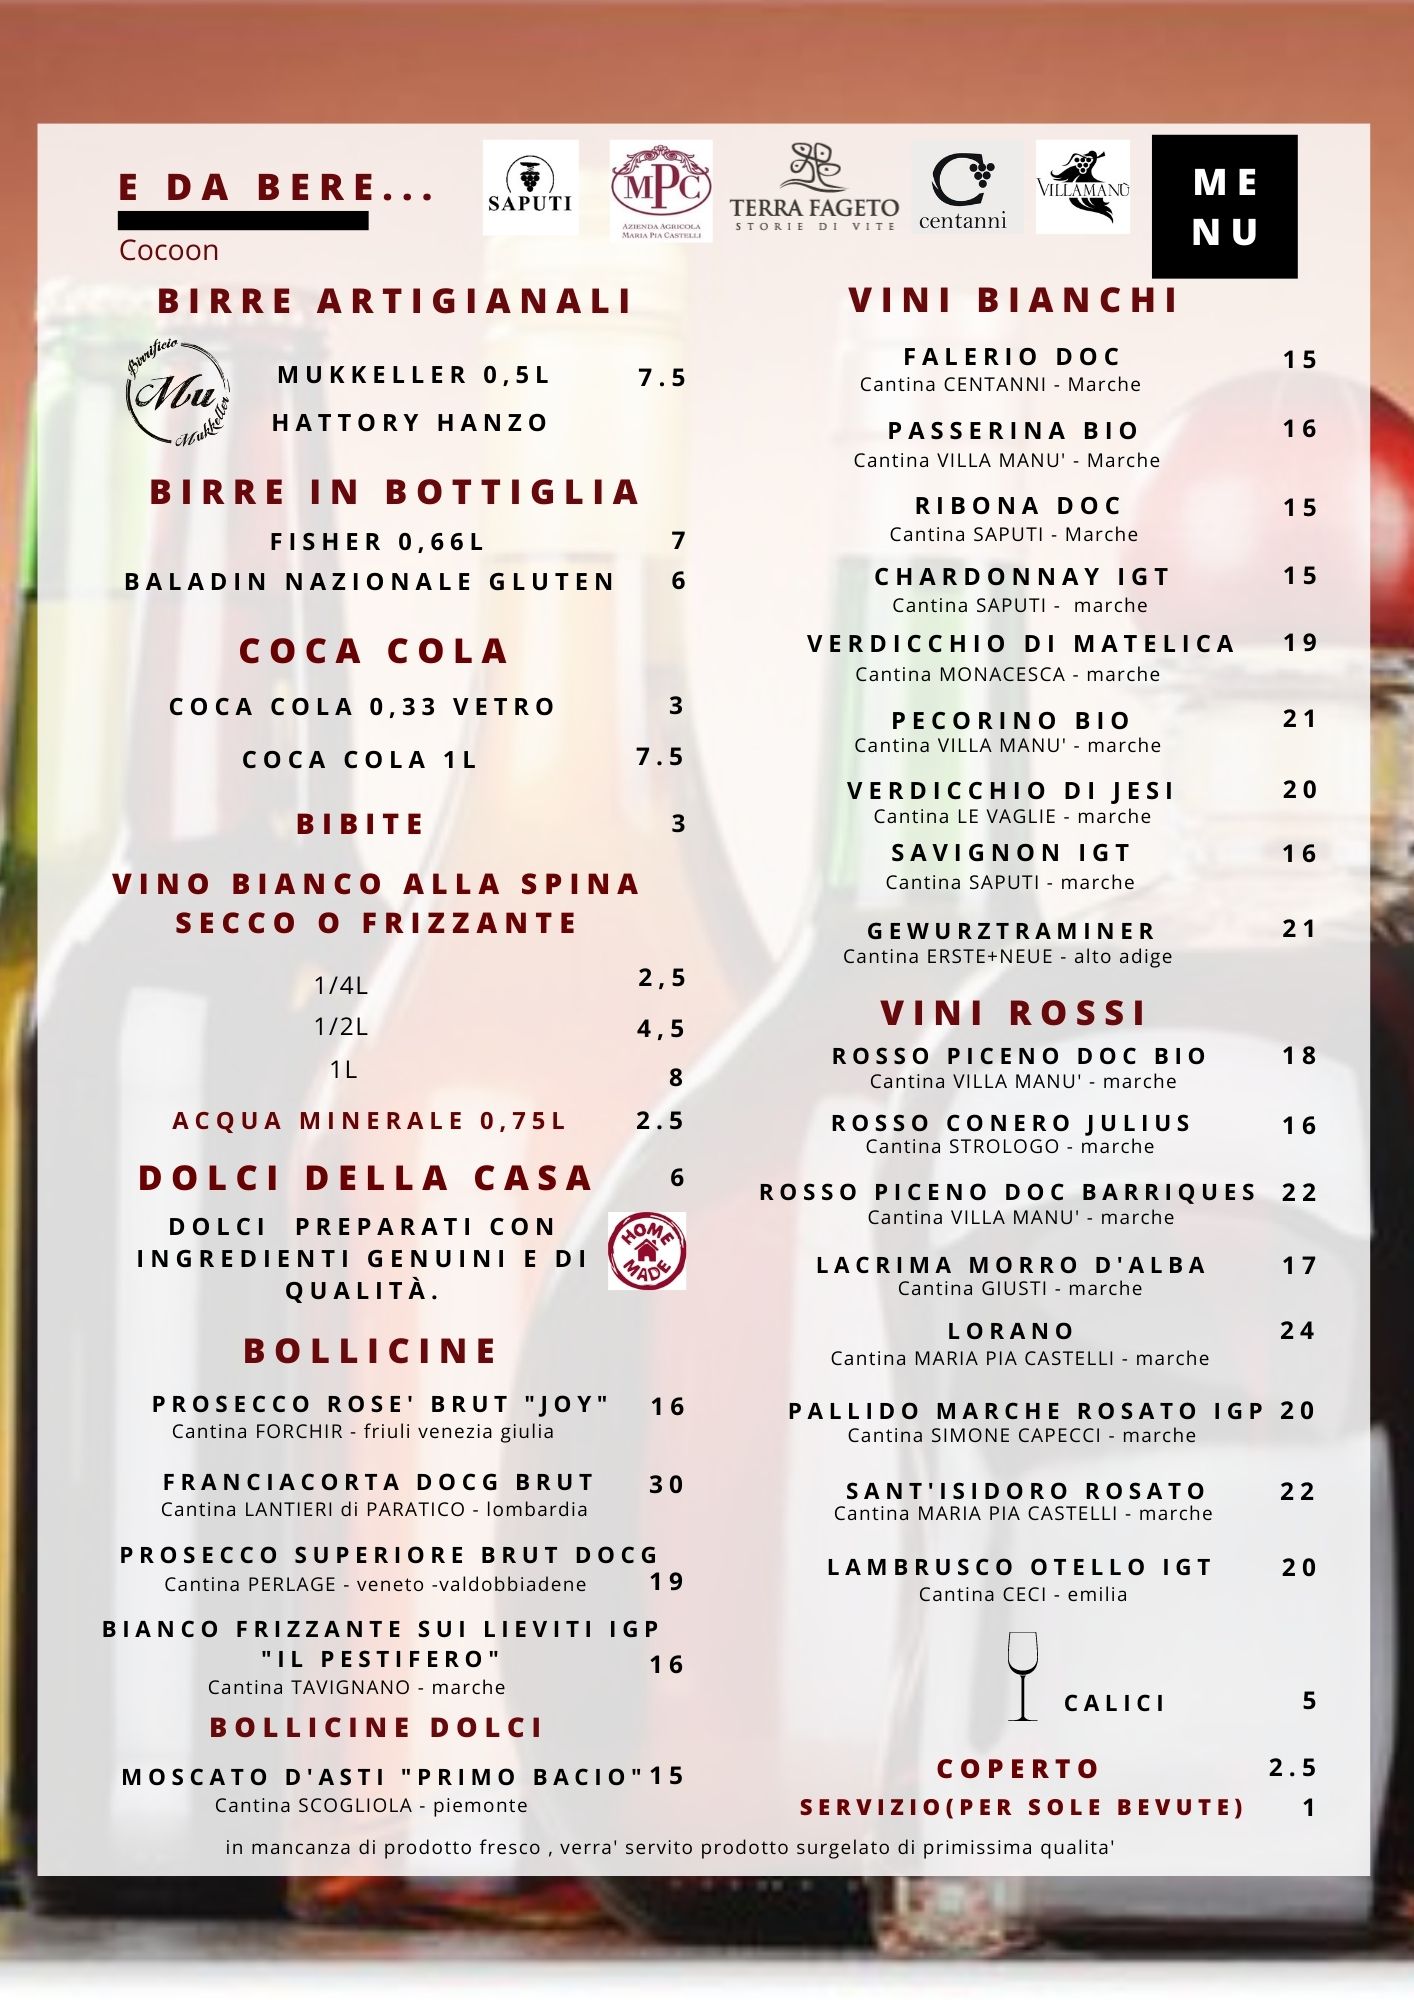 E DA BERE...
Cocoon
SAPUTI
MPC
AZIENDA AGRICOLA
MARIA PIA CASTELLI
TERRA FAGETO
STORIE DI VITE
C
centanni
VILLAMANÙ
ME
NU
BIRRE ARTIGIANALI
Birrificio
Mu
Mukkeller
MUKKELLER 0,5L 7.5
HATTORY HANZO
BIRRE IN BOTTIGLIA
FISHER 0,66L 7
BALADIN NAZIONALE GLUTEN 6
COCA COLA
COCA COLA 0,33 VETRO 3
COCA COLA 1L 7.5
BIBITE 3
VINO BIANCO ALLA SPINA
SECCO O FRIZZANTE
1/4L 2,5
1/2L 4,5
1L 8
ACQUA MINERALE 0,75L 2.5
DOLCI DELLA CASA 6
DOLCI PREPARATI CON
INGREDIENTI GENUINI E DI
QUALITÀ.
HOME
MADE
BOLLICINE
PROSECCO ROSE' BRUT "JOY" 16
Cantina FORCHIR - friuli venezia giulia
FRANCIACORTA DOCG BRUT 30
Cantina LANTIERI di PARATICO - lombardia
PROSECCO SUPERIORE BRUT DOCG
Cantina PERLAGE - veneto -valdobbiadene 19
BIANCO FRIZZANTE SUI LIEVITI IGP
"IL PESTIFERO" 16
Cantina TAVIGNANO - marche
BOLLICINE DOLCI
MOSCATO D'ASTI "PRIMO BACIO" 15
Cantina SCOGLIOLA - piemonte
VINI BIANCHI
FALERIO DOC 15
Cantina CENTANNI - Marche
PASSERINA BIO 16
Cantina VILLA MANU' - Marche
RIBONA DOC 15
Cantina SAPUTI - Marche
CHARDONNAY IGT 15
Cantina SAPUTI - marche
VERDICCHIO DI MATELICA 19
Cantina MONACESCA - marche
PECORINO BIO 21
Cantina VILLA MANU' - marche
VERDICCHIO DI JESI 20
Cantina LE VAGLIE - marche
SAVIGNON IGT 16
Cantina SAPUTI - marche
GEWURZTRAMINER 21
Cantina ERSTE+NEUE - alto adige
VINI ROSSI
ROSSO PICENO DOC BIO 18
Cantina VILLA MANU' - marche
ROSSO CONERO JULIUS 16
Cantina STROLOGO - marche
ROSSO PICENO DOC BARRIQUES 22
Cantina VILLA MANU' - marche
LACRIMA MORRO D'ALBA 17
Cantina GIUSTI - marche
LORANO 24
Cantina MARIA PIA CASTELLI - marche
PALLIDO MARCHE ROSATO IGP 20
Cantina SIMONE CAPECCI - marche
SANT'ISIDORO ROSATO 22
Cantina MARIA PIA CASTELLI - marche
LAMBRUSCO OTELLO IGT 20
Cantina CECI - emilia
CALICI 5
COPERTO 2.5
SERVIZIO(PER SOLE BEVUTE) 1
in mancanza di prodotto fresco , verra' servito prodotto surgelato di primissima qualita'